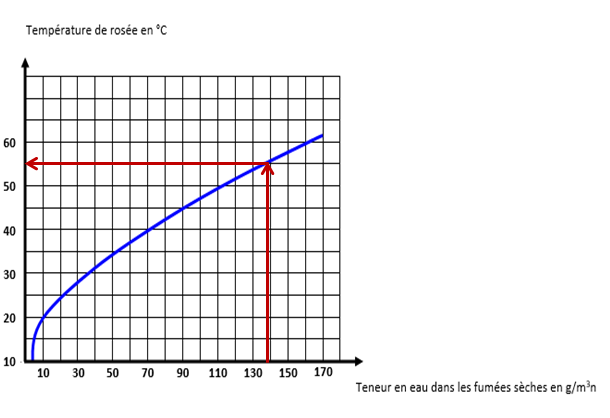 Température de rosée en °C
60
50
40
30
20
10
10 30 50 70 90 110 130 150 170
Teneur en eau dans les fumées sèches en g/m³n